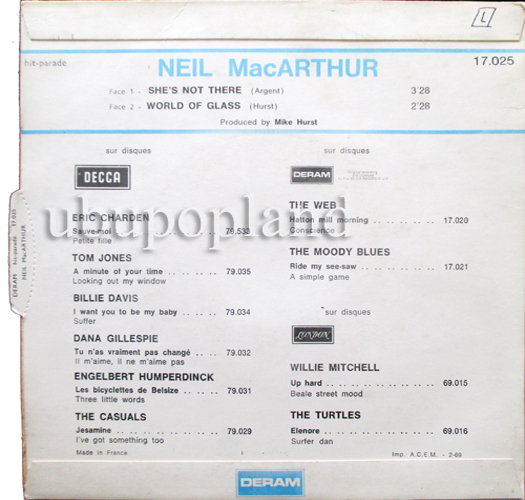 L
hit-parade
NEIL MacARTHUR
17.025
Face 1 - SHE'S NOT THERE (Argent) 3'28
Face 2 - WORLD OF GLASS (Hurst) 2'28
Produced by Mike Hurst
sur disques
DECCA
ERIC CHARDEN
Sauve-moi .. .. .. .. 79.533
Petite fille
TOM JONES
A minute of your time .. .. .. .. 79.035
Looking out my window
BILLIE DAVIS
I want you to be my baby .. .. .. 79.034
Suffer
DANA GILLESPIE
Tu n'as vraiment pas changé .. .. 79.032
Il m'aime, il ne m'aime pas
ENGELBERT HUMPERDINCK
Les bicyclettes de Belsize .. .. .. 79.031
Three little words
THE CASUALS
Jesamine .. .. .. .. .. .. 79.029
I've got something too
Made in France
sur disques
DERAM
THE WEB
Hatton mill morning .. .. .. .. 17.020
Conscience
THE MOODY BLUES
Ride my see-saw .. .. .. .. .. 17.021
A simple game
sur disques
LONDON
WILLIE MITCHELL
Up hard .. .. .. .. .. .. .. 69.015
Beale street mood
THE TURTLES
Elenore .. .. .. .. .. .. .. 69.016
Surfer dan
Imp. A.C.E.M. - 2-69
DERAM
DERAM hit-parade 17.025
NEIL MacARTHUR
ubupopland